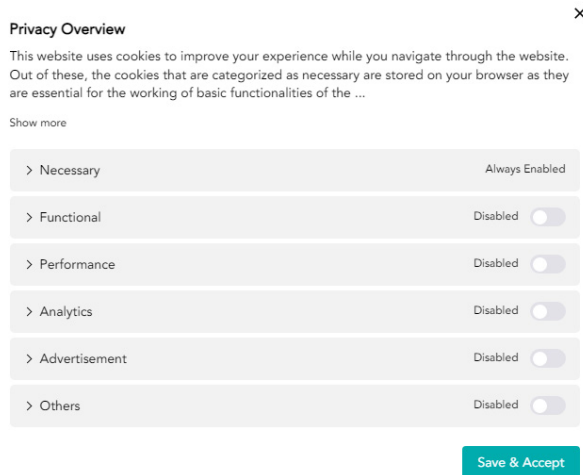 Privacy Overview
This website uses cookies to improve your experience while you navigate through the website.
Out of these, the cookies that are categorized as necessary are stored on your browser as they
are essential for the working of basic functionalities of the ...
Show more
Necessary Always Enabled
Functional Disabled
Performance Disabled
Analytics Disabled
Advertisement Disabled
Others Disabled
Save & Accept